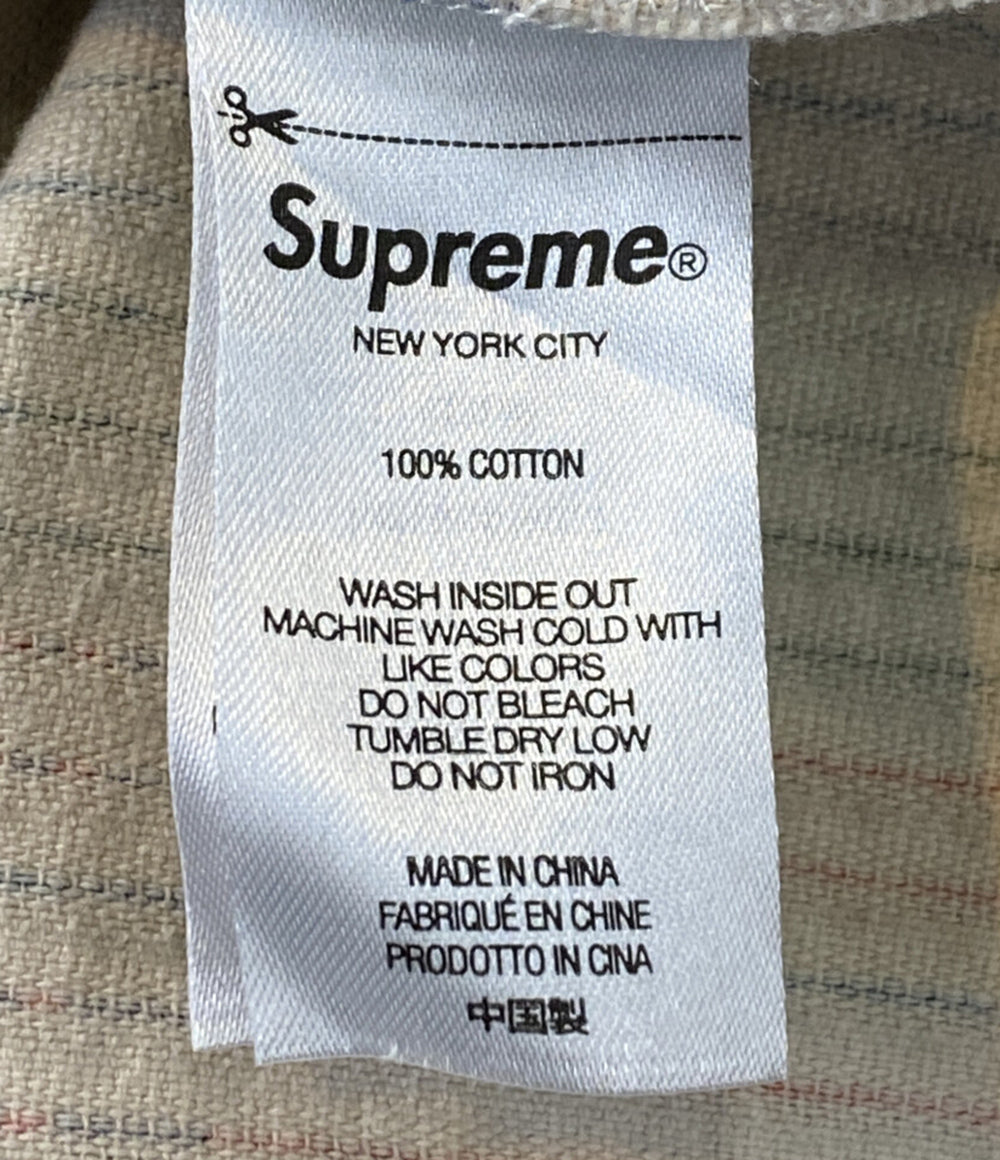 Supreme®
NEW YORK CITY
100% COTTON
WASH INSIDE OUT
MACHINE WASH COLD WITH
LIKE COLORS
DO NOT BLEACH
TUMBLE DRY LOW
DO NOT IRON
MADE IN CHINA
FABRIQUÉ EN CHINE
PRODOTTO IN CINA
中国製